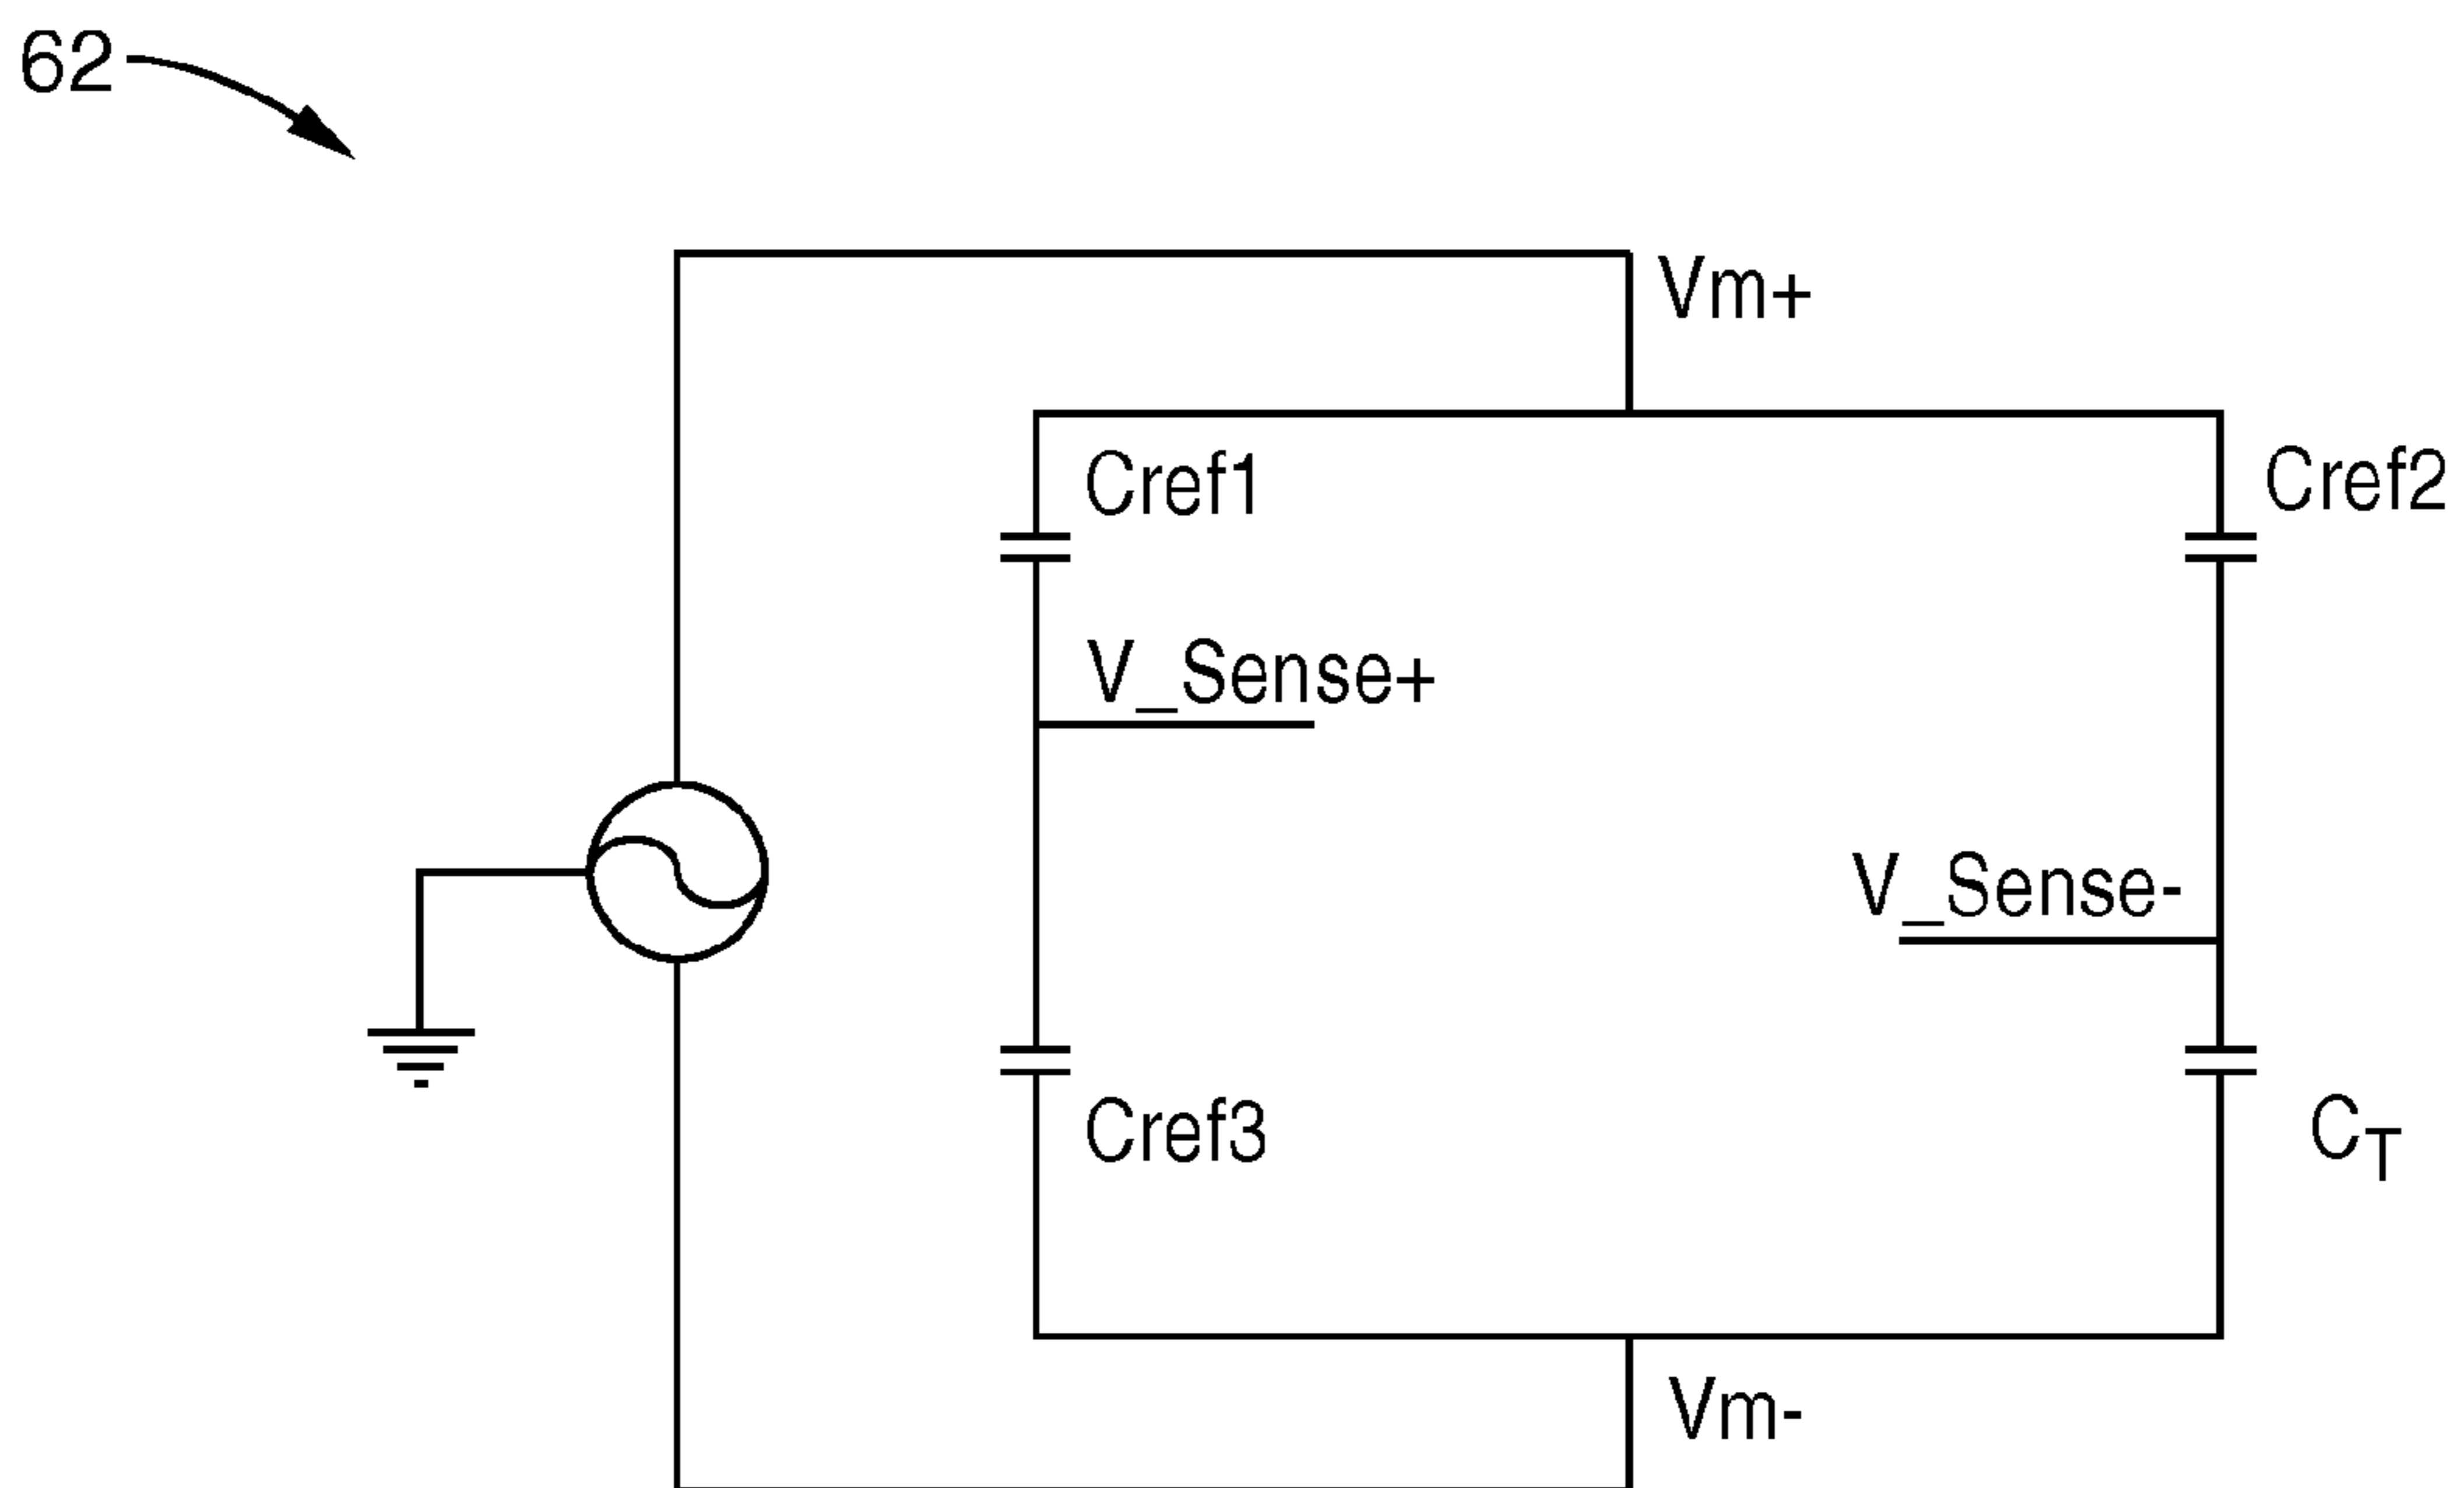 62
Vm+
Cref1
Cref2
V_Sense+
V_Sense-
Cref3
CT
Vm-